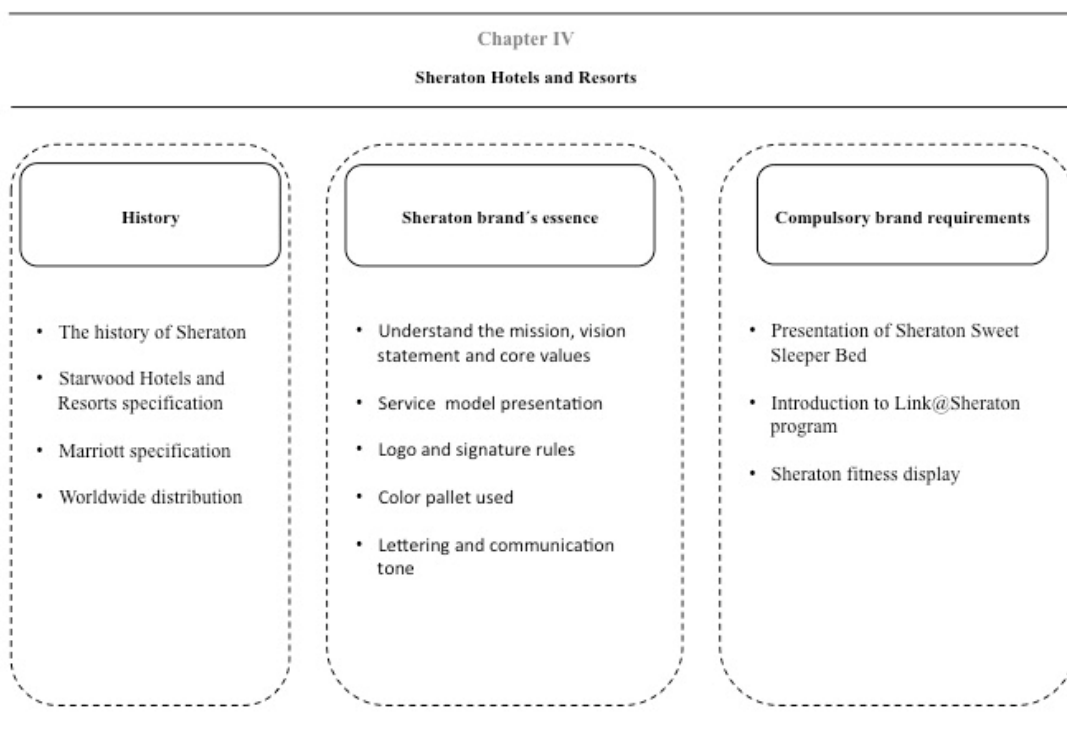 Chapter IV
Sheraton Hotels and Resorts
History
• The history of Sheraton
• Starwood Hotels and
Resorts specification
• Marriott specification
• Worldwide distribution
Sheraton brand´s essence
• Understand the mission, vision
statement and core values
• Service  model presentation
• Logo and signature rules
• Color pallet used
• Lettering and communication
tone
Compulsory brand requirements
• Presentation of Sheraton Sweet
Sleeper Bed
• Introduction to Link@Sheraton
program
• Sheraton fitness display